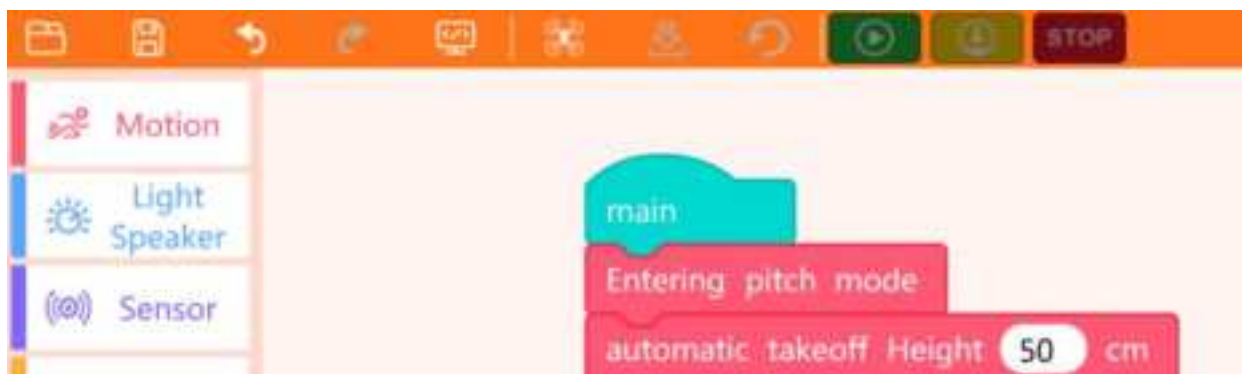 STOP
Motion
Light
Speaker
Sensor
main
Entering pitch mode
automatic takeoff Height 50 cm